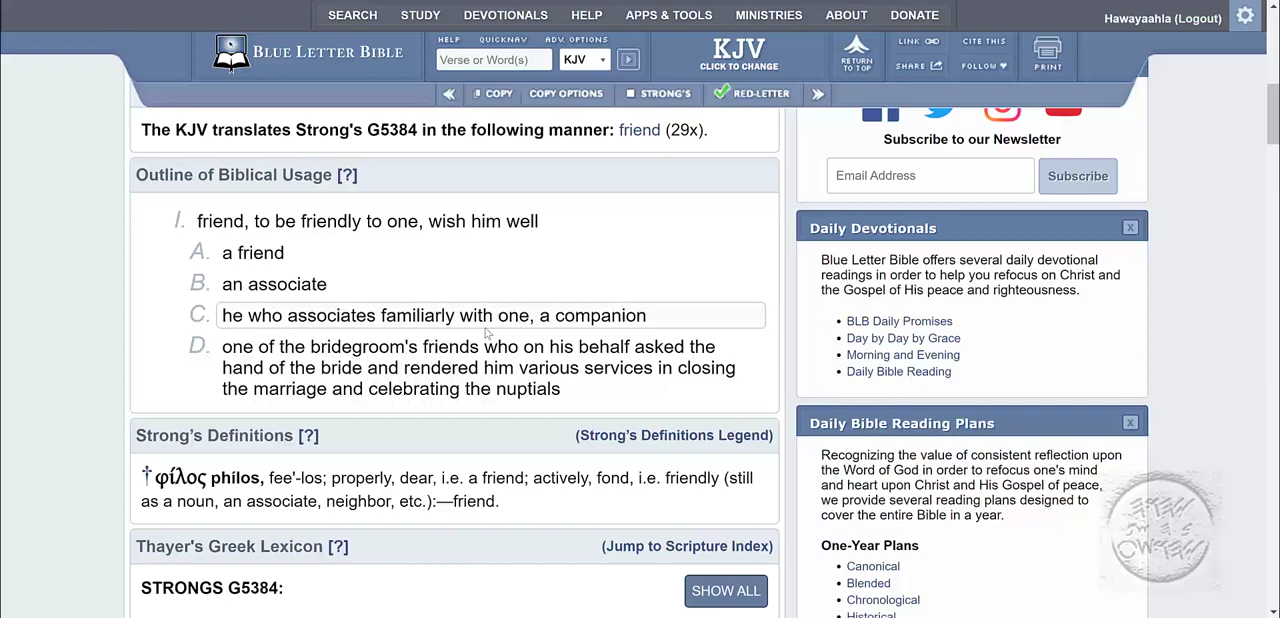 SEARCH STUDY DEVOTIONALS HELP APPS & TOOLS MINISTRIES ABOUT DONATE Hawayaahla (Logout)
BLUE LETTER BIBLE
HELP QUICKNAV ADV. OPTIONS
Verse or Word(s) KJV
KJV
CLICK TO CHANGE
RETURN
TO TOP
LINK CITE THIS
SHARE FOLLOW
PRINT
COPY COPY OPTIONS STRONG'S RED-LETTER
The KJV translates Strong's G5384 in the following manner: friend (29x).
Outline of Biblical Usage [?]
I. friend, to be friendly to one, wish him well
A. a friend
B. an associate
C. he who associates familiarly with one, a companion
D. one of the bridegroom's friends who on his behalf asked the
hand of the bride and rendered him various services in closing
the marriage and celebrating the nuptials
Strong's Definitions [?] (Strong's Definitions Legend)
† φίλος phílos, fee'-los; properly, dear, i.e. a friend; actively, fond, i.e. friendly (still
as a noun, an associate, neighbor, etc.):—friend.
Thayer's Greek Lexicon [?] (Jump to Scripture Index)
STRONGS G5384: SHOW ALL
Subscribe to our Newsletter
Email Address Subscribe
Daily Devotionals x
Blue Letter Bible offers several daily devotional
readings in order to help you refocus on Christ and
the Gospel of His peace and righteousness.
• BLB Daily Promises
• Day by Day by Grace
• Morning and Evening
• Daily Bible Reading
Daily Bible Reading Plans x
Recognizing the value of consistent reflection upon
the Word of God in order to refocus one's mind
and heart upon Christ and His Gospel of peace,
we provide several reading plans designed to
cover the entire Bible in a year.
One-Year Plans
• Canonical
• Blended
• Chronological
• Historical